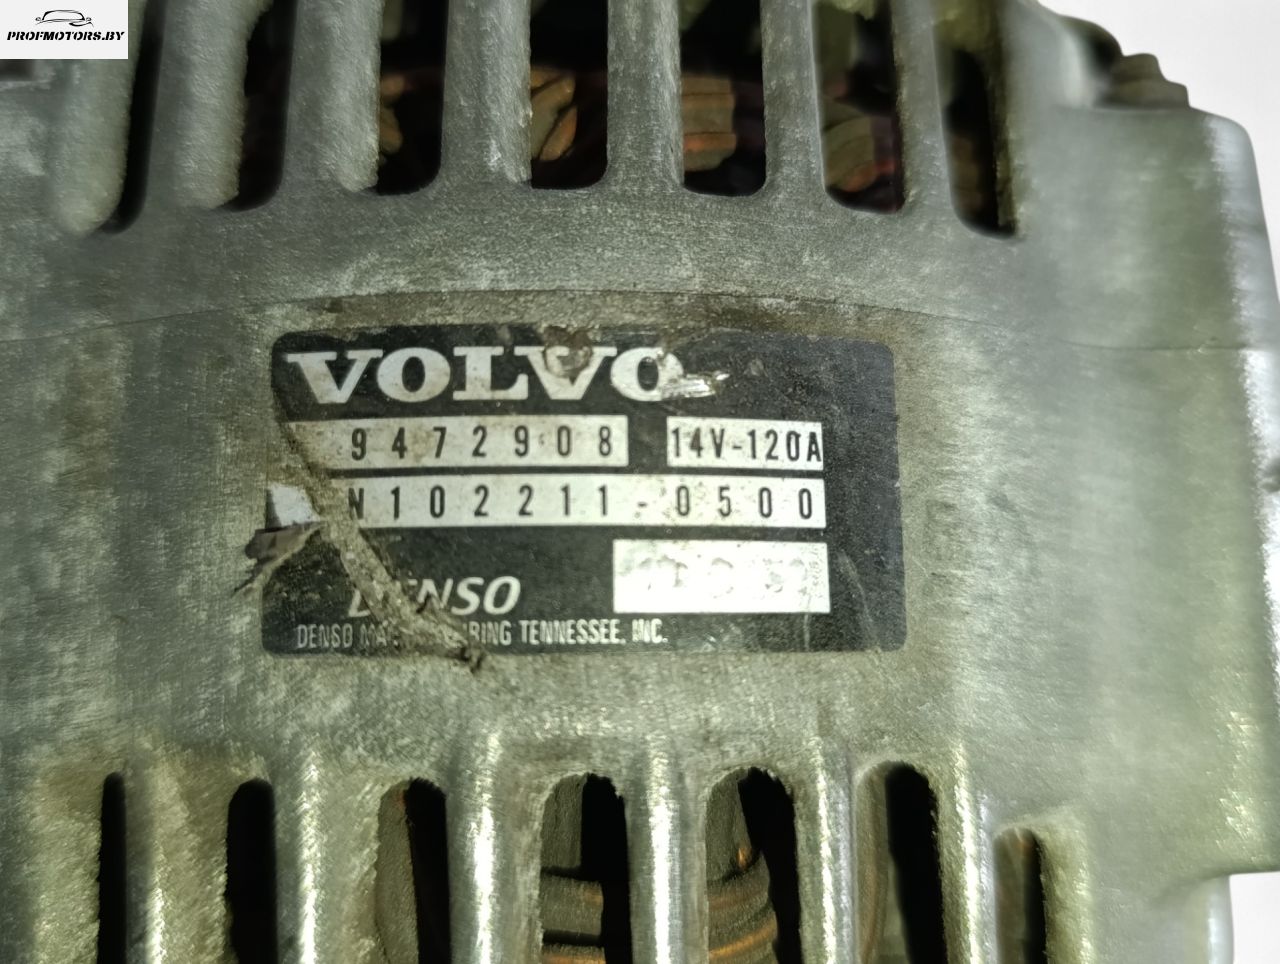 PROFMOTORS.BY
VOLVO
9472908 14V-120A
N102211-0500
DENSO
TENNESSEE, INC.